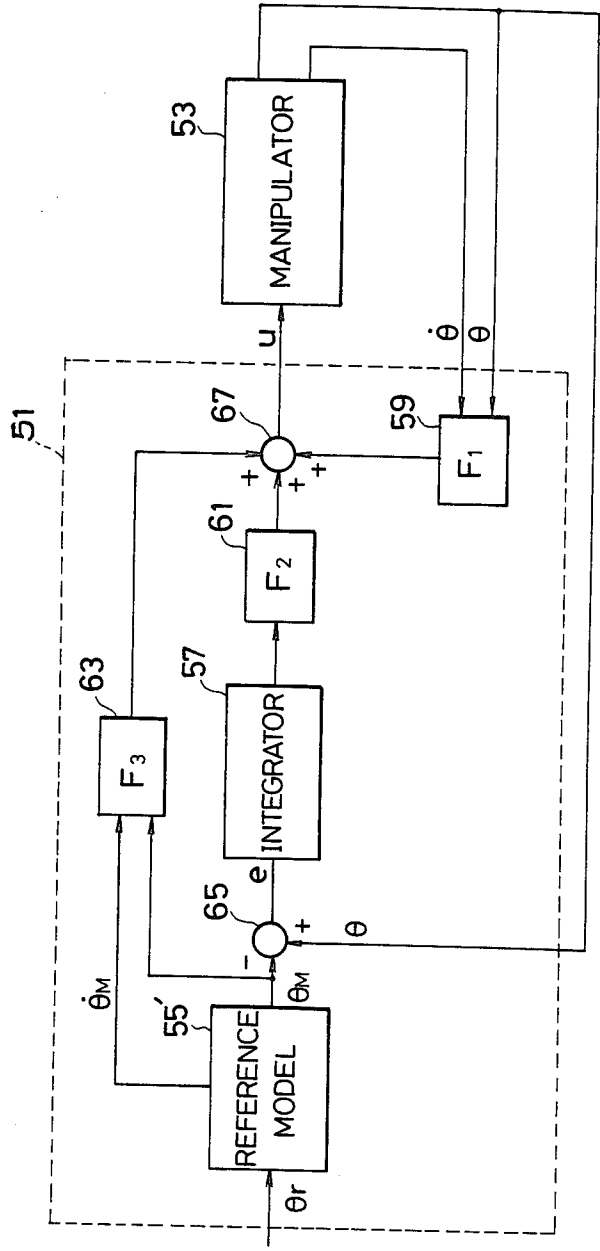 51
53
MANIPULATOR
63
F3
67
u
61
F2
57
INTEGRATOR
65
e
+
+
+
59
F1
θ̇
θ
θ̇M
55′
REFERENCE
MODEL
θM
−
+
θ
θr